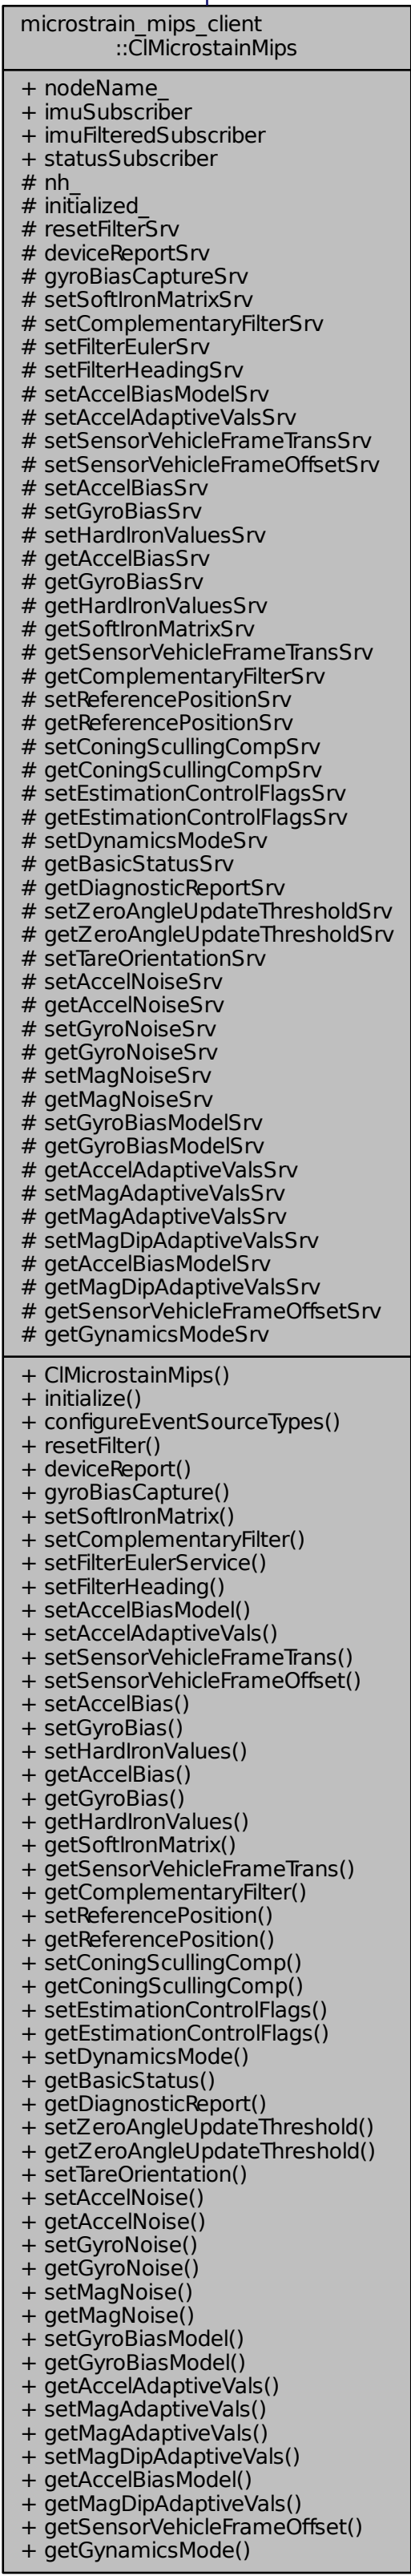 microstrain_mips_client
::ClMicrostainMips
+ nodeName_
+ imuSubscriber
+ imuFilteredSubscriber
+ statusSubscriber
# nh_
# initialized_
# resetFilterSrv
# deviceReportSrv
# gyroBiasCaptureSrv
# setSoftIronMatrixSrv
# setComplementaryFilterSrv
# setFilterEulerSrv
# setFilterHeadingSrv
# setAccelBiasModelSrv
# setAccelAdaptiveValsSrv
# setSensorVehicleFrameTransSrv
# setSensorVehicleFrameOffsetSrv
# setAccelBiasSrv
# setGyroBiasSrv
# setHardIronValuesSrv
# getAccelBiasSrv
# getGyroBiasSrv
# getHardIronValuesSrv
# getSoftIronMatrixSrv
# getSensorVehicleFrameTransSrv
# getComplementaryFilterSrv
# setReferencePositionSrv
# getReferencePositionSrv
# setConingScullingCompSrv
# getConingScullingCompSrv
# setEstimationControlFlagsSrv
# getEstimationControlFlagsSrv
# setDynamicsModeSrv
# getBasicStatusSrv
# getDiagnosticReportSrv
# setZeroAngleUpdateThresholdSrv
# getZeroAngleUpdateThresholdSrv
# setTareOrientationSrv
# setAccelNoiseSrv
# getAccelNoiseSrv
# setGyroNoiseSrv
# getGyroNoiseSrv
# setMagNoiseSrv
# getMagNoiseSrv
# setGyroBiasModelSrv
# getGyroBiasModelSrv
# getAccelAdaptiveValsSrv
# setMagAdaptiveValsSrv
# getMagAdaptiveValsSrv
# setMagDipAdaptiveValsSrv
# getAccelBiasModelSrv
# getMagDipAdaptiveValsSrv
# getSensorVehicleFrameOffsetSrv
# getGynamicsModeSrv
+ ClMicrostainMips()
+ initialize()
+ configureEventSourceTypes()
+ resetFilter()
+ deviceReport()
+ gyroBiasCapture()
+ setSoftIronMatrix()
+ setComplementaryFilter()
+ setFilterEulerService()
+ setFilterHeading()
+ setAccelBiasModel()
+ setAccelAdaptiveVals()
+ setSensorVehicleFrameTrans()
+ setSensorVehicleFrameOffset()
+ setAccelBias()
+ setGyroBias()
+ setHardIronValues()
+ getAccelBias()
+ getGyroBias()
+ getHardIronValues()
+ getSoftIronMatrix()
+ getSensorVehicleFrameTrans()
+ getComplementaryFilter()
+ setReferencePosition()
+ getReferencePosition()
+ setConingScullingComp()
+ getConingScullingComp()
+ setEstimationControlFlags()
+ getEstimationControlFlags()
+ setDynamicsMode()
+ getBasicStatus()
+ getDiagnosticReport()
+ setZeroAngleUpdateThreshold()
+ getZeroAngleUpdateThreshold()
+ setTareOrientation()
+ setAccelNoise()
+ getAccelNoise()
+ setGyroNoise()
+ getGyroNoise()
+ setMagNoise()
+ getMagNoise()
+ setGyroBiasModel()
+ getGyroBiasModel()
+ getAccelAdaptiveVals()
+ setMagAdaptiveVals()
+ getMagAdaptiveVals()
+ setMagDipAdaptiveVals()
+ getAccelBiasModel()
+ getMagDipAdaptiveVals()
+ getSensorVehicleFrameOffset()
+ getGynamicsMode()